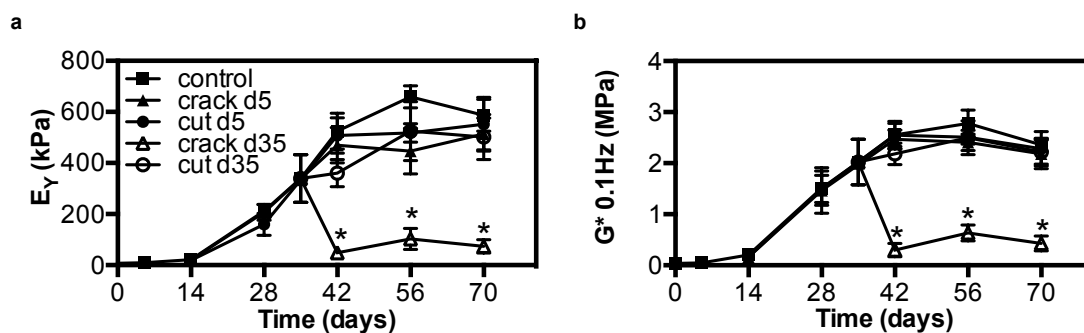 a
800
600
400
200
0
E_Y (kPa)
control
crack d5
cut d5
crack d35
cut d35
* * *
0 14 28 42 56 70
Time (days)
b
4
3
2
1
0
G* 0.1Hz (MPa)
* * *
0 14 28 42 56 70
Time (days)